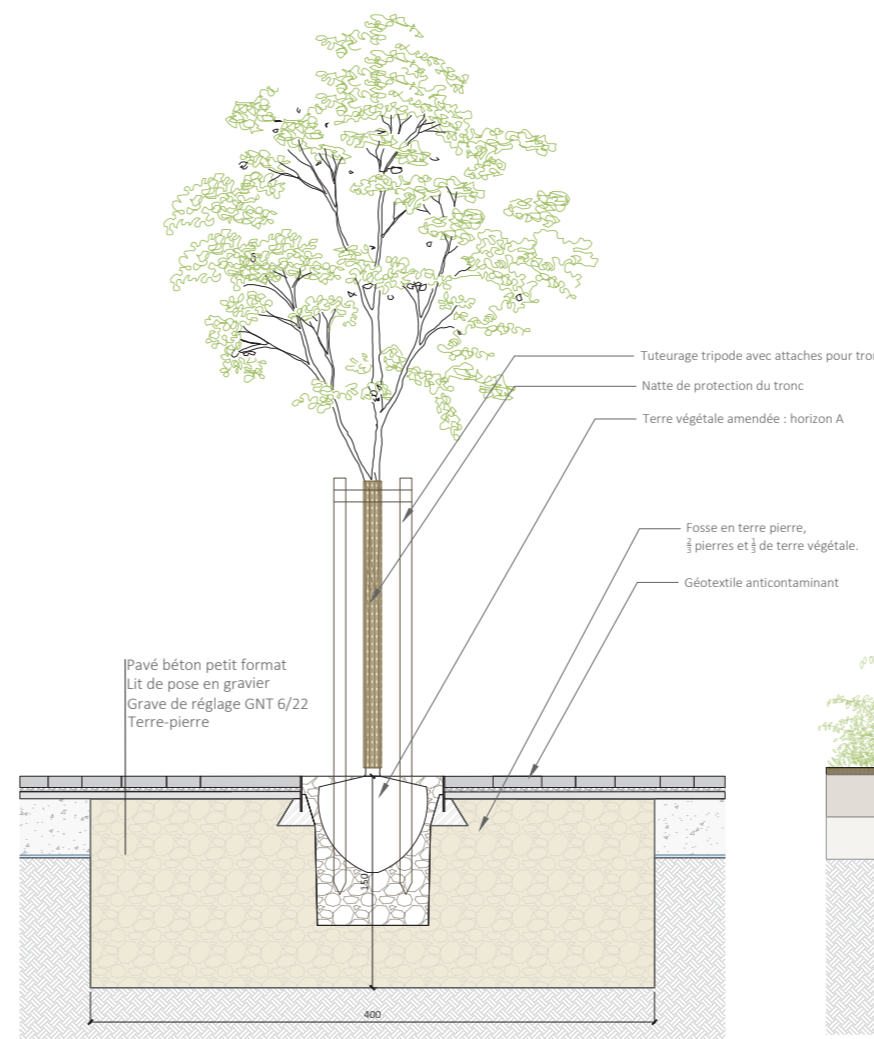 Tuteurage tripode avec attaches pour tron
Natte de protection du tronc
Terre végétale amendée : horizon A
Fosse en terre pierre,
⅔ pierres et ⅓ de terre végétale.
Géotextile anticontaminant
Pavé béton petit format
Lit de pose en gravier
Grave de réglage GNT 6/22
Terre-pierre
150
400